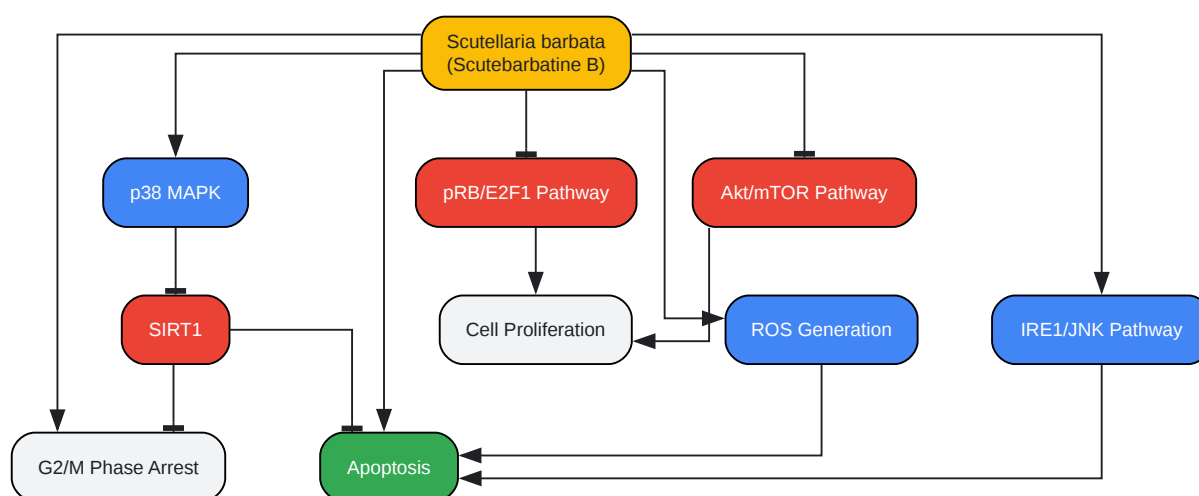 Scutellaria barbata
(Scutebarbatine B)
p38 MAPK
pRB/E2F1 Pathway
Akt/mTOR Pathway
SIRT1
Cell Proliferation
ROS Generation
IRE1/JNK Pathway
G2/M Phase Arrest
Apoptosis